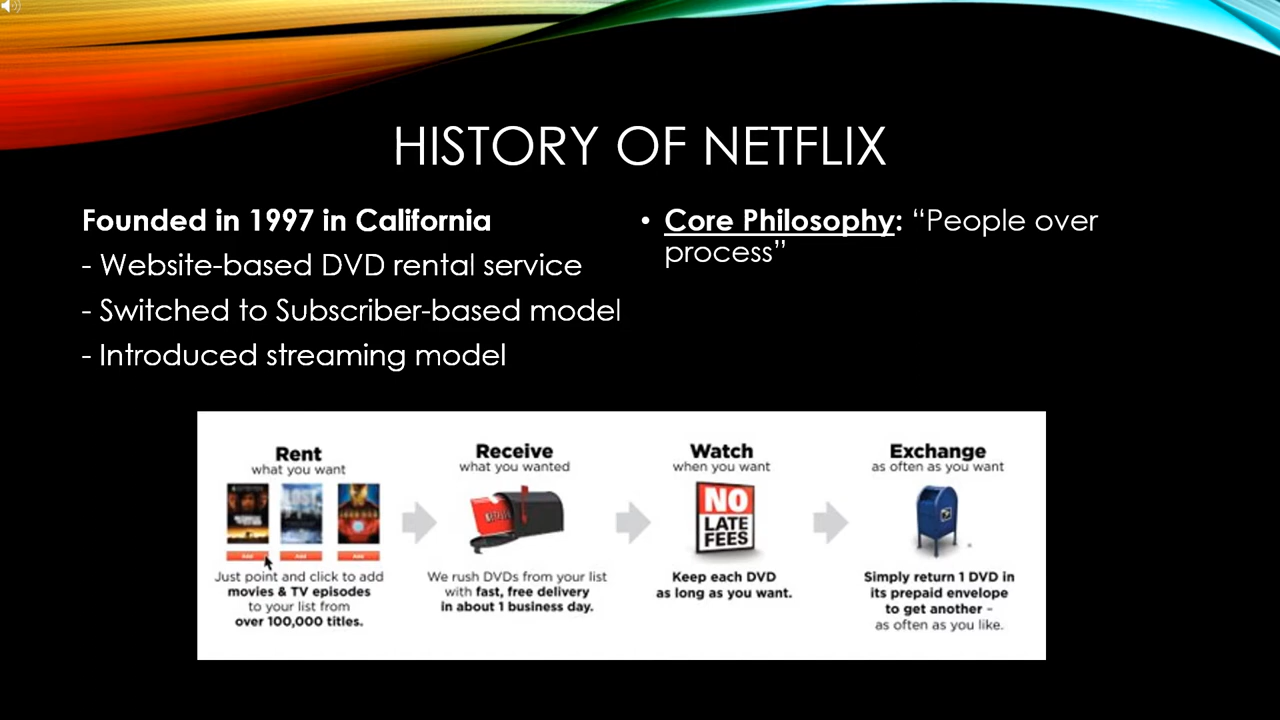 HISTORY OF NETFLIX
Founded in 1997 in California
- Website-based DVD rental service
- Switched to Subscriber-based model
- Introduced streaming model
• Core Philosophy: “People over
process”
Rent
what you want
LOST
Add Add Add
Just point and click to add
movies & TV episodes
to your list from
over 100,000 titles.
Receive
what you wanted
NETFLIX
We rush DVDs from your list
with fast, free delivery
in about 1 business day.
Watch
when you want
NO
LATE
FEES
Keep each DVD
as long as you want.
Exchange
as often as you want
Simply return 1 DVD in
its prepaid envelope
to get another –
as often as you like.